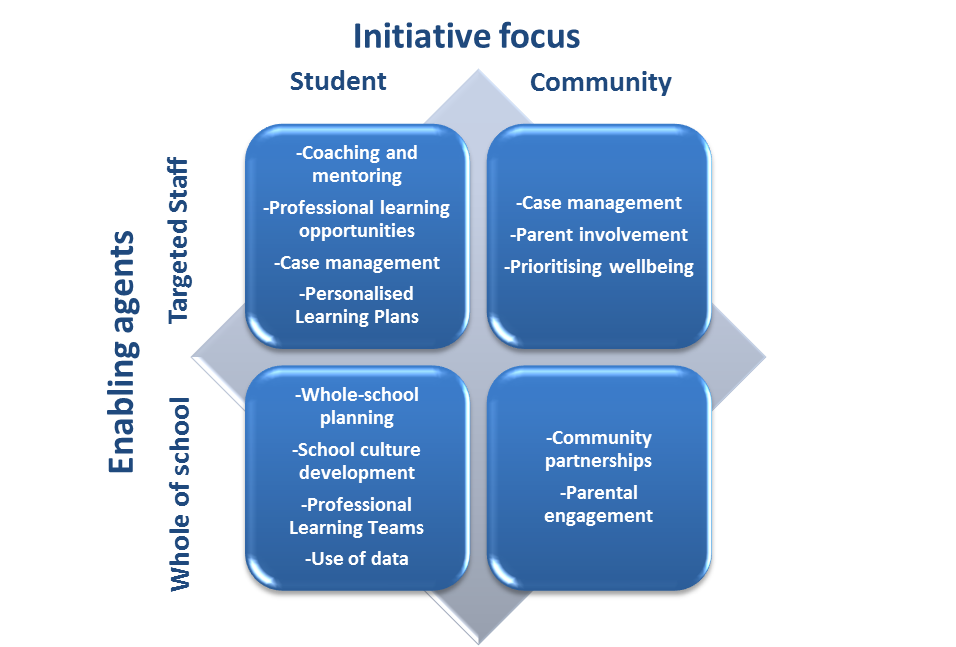 Initiative focus
Student
Community
Enabling agents
Targeted Staff
-Coaching and
mentoring
-Professional learning
opportunities
-Case management
-Personalised
Learning Plans
-Case management
-Parent involvement
-Prioritising wellbeing
Whole of school
-Whole-school
planning
-School culture
development
-Professional
Learning Teams
-Use of data
-Community
partnerships
-Parental
engagement